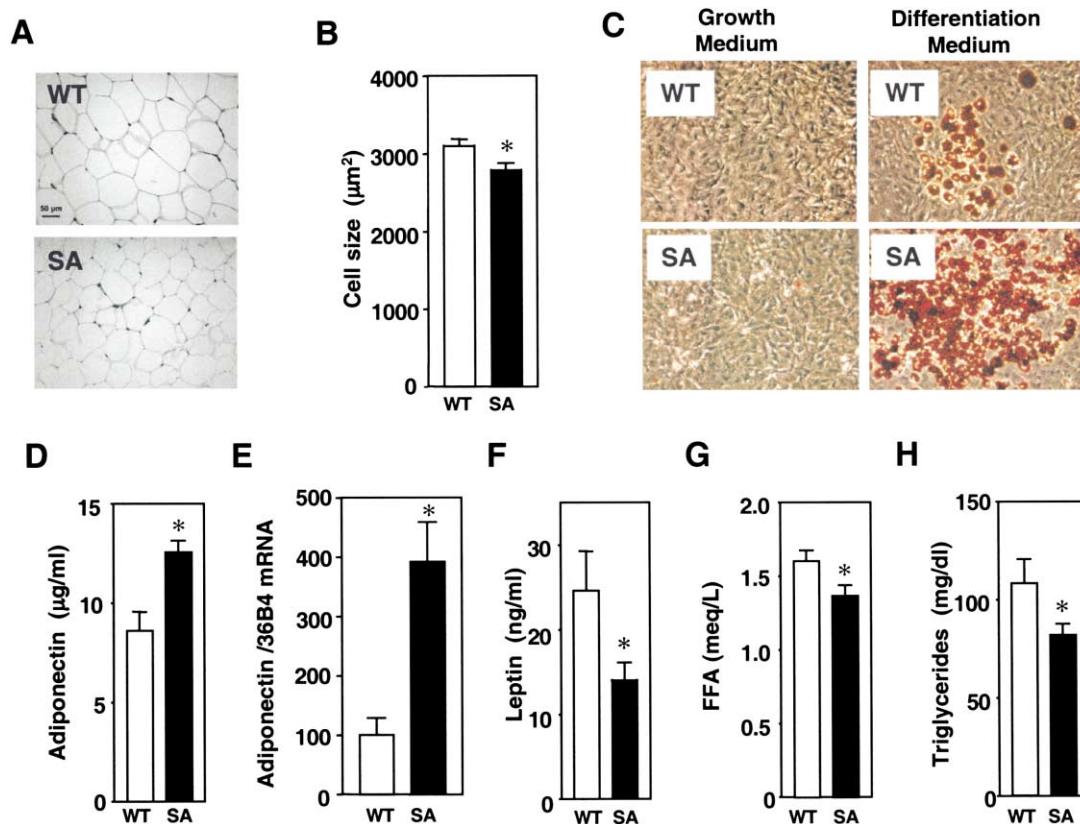 A
WT
50 µm
SA
B
Cell size (µm²)
4000
3000
2000
1000
0
*
WT SA
C
Growth
Medium
Differentiation
Medium
WT
WT
SA
SA
D
Adiponectin (µg/ml)
15
10
5
0
*
WT SA
E
Adiponectin /36B4 mRNA
500
400
300
200
100
0
*
WT SA
F
Leptin (ng/ml)
30
20
10
0
*
WT SA
G
FFA (meq/L)
2.0
1.5
1.0
0.5
0
*
WT SA
H
Triglycerides (mg/dl)
150
100
50
0
*
WT SA